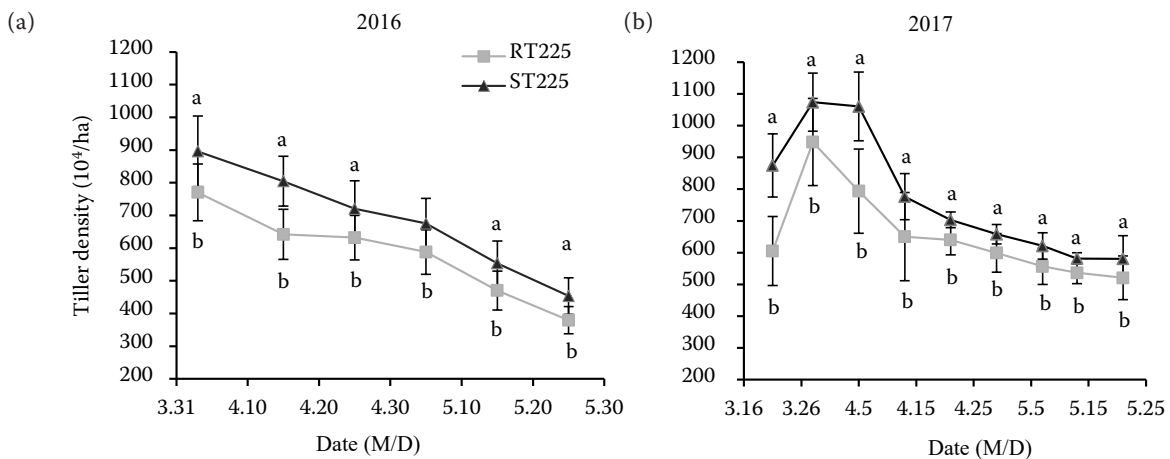 (a)
2016
RT225
ST225
1200
1100
1000
900
800
700
600
500
400
300
200
Tiller density (10⁴/ha)
a a a a a
b b b b b b
3.31 4.10 4.20 4.30 5.10 5.20 5.30
Date (M/D)
(b)
2017
1200
1100
1000
900
800
700
600
500
400
300
200
a a a a a a a a a
b b b b b b b b b
3.16 3.26 4.5 4.15 4.25 5.5 5.15 5.25
Date (M/D)